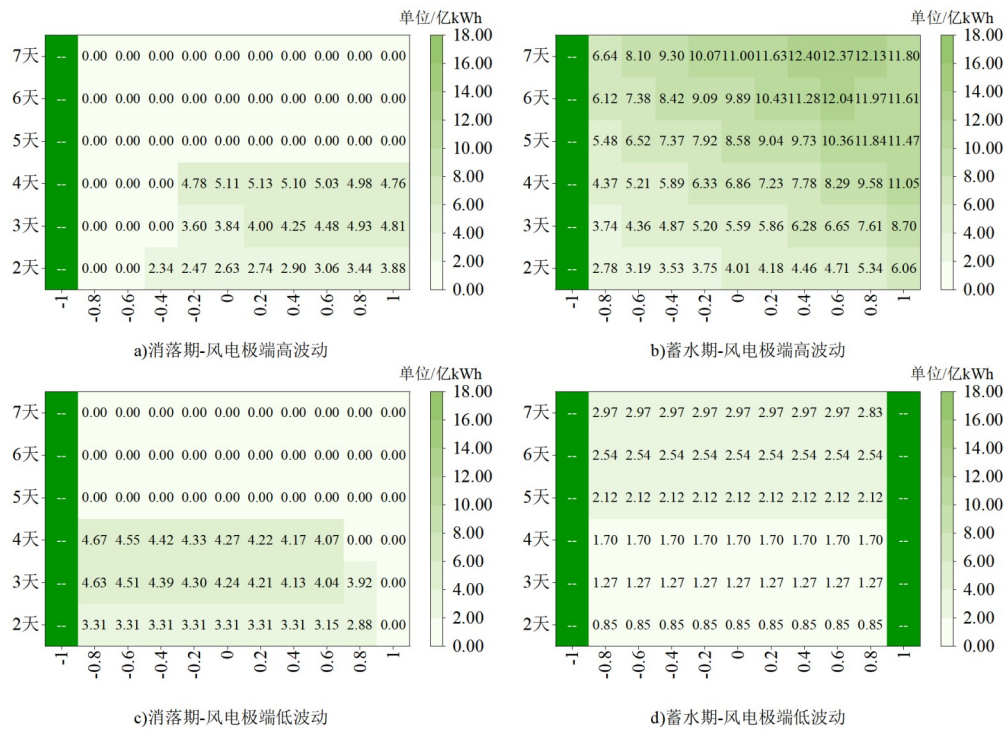 单位/亿kWh
7天 -- 0.00 0.00 0.00 0.00 0.00 0.00 0.00 0.00 0.00 0.00
6天 -- 0.00 0.00 0.00 0.00 0.00 0.00 0.00 0.00 0.00 0.00
5天 -- 0.00 0.00 0.00 0.00 0.00 0.00 0.00 0.00 0.00 0.00
4天 -- 0.00 0.00 0.00 4.78 5.11 5.13 5.10 5.03 4.98 4.76
3天 -- 0.00 0.00 0.00 3.60 3.84 4.00 4.25 4.48 4.93 4.81
2天 -- 0.00 0.00 2.34 2.47 2.63 2.74 2.90 3.06 3.44 3.88
-1 -0.8 -0.6 -0.4 -0.2 0 0.2 0.4 0.6 0.8 1
18.00
16.00
14.00
12.00
10.00
8.00
6.00
4.00
2.00
0.00
a)消落期-风电极端高波动
单位/亿kWh
7天 -- 6.64 8.10 9.30 10.07 11.00 11.63 12.40 12.37 12.13 11.80
6天 -- 6.12 7.38 8.42 9.09 9.89 10.43 11.28 12.04 11.97 11.61
5天 -- 5.48 6.52 7.37 7.92 8.58 9.04 9.73 10.36 11.84 11.47
4天 -- 4.37 5.21 5.89 6.33 6.86 7.23 7.78 8.29 9.58 11.05
3天 -- 3.74 4.36 4.87 5.20 5.59 5.86 6.28 6.65 7.61 8.70
2天 -- 2.78 3.19 3.53 3.75 4.01 4.18 4.46 4.71 5.34 6.06
-1 -0.8 -0.6 -0.4 -0.2 0 0.2 0.4 0.6 0.8 1
18.00
16.00
14.00
12.00
10.00
8.00
6.00
4.00
2.00
0.00
b)蓄水期-风电极端高波动
单位/亿kWh
7天 -- 0.00 0.00 0.00 0.00 0.00 0.00 0.00 0.00 0.00 0.00
6天 -- 0.00 0.00 0.00 0.00 0.00 0.00 0.00 0.00 0.00 0.00
5天 -- 0.00 0.00 0.00 0.00 0.00 0.00 0.00 0.00 0.00 0.00
4天 -- 4.67 4.55 4.42 4.33 4.27 4.22 4.17 4.07 0.00 0.00
3天 -- 4.63 4.51 4.39 4.30 4.24 4.21 4.13 4.04 3.92 0.00
2天 -- 3.31 3.31 3.31 3.31 3.31 3.31 3.31 3.15 2.88 0.00
-1 -0.8 -0.6 -0.4 -0.2 0 0.2 0.4 0.6 0.8 1
18.00
16.00
14.00
12.00
10.00
8.00
6.00
4.00
2.00
0.00
c)消落期-风电极端低波动
单位/亿kWh
7天 -- 2.97 2.97 2.97 2.97 2.97 2.97 2.97 2.97 2.83 --
6天 -- 2.54 2.54 2.54 2.54 2.54 2.54 2.54 2.54 2.54 --
5天 -- 2.12 2.12 2.12 2.12 2.12 2.12 2.12 2.12 2.12 --
4天 -- 1.70 1.70 1.70 1.70 1.70 1.70 1.70 1.70 1.70 --
3天 -- 1.27 1.27 1.27 1.27 1.27 1.27 1.27 1.27 1.27 --
2天 -- 0.85 0.85 0.85 0.85 0.85 0.85 0.85 0.85 0.85 --
-1 -0.8 -0.6 -0.4 -0.2 0 0.2 0.4 0.6 0.8 1
18.00
16.00
14.00
12.00
10.00
8.00
6.00
4.00
2.00
0.00
d)蓄水期-风电极端低波动